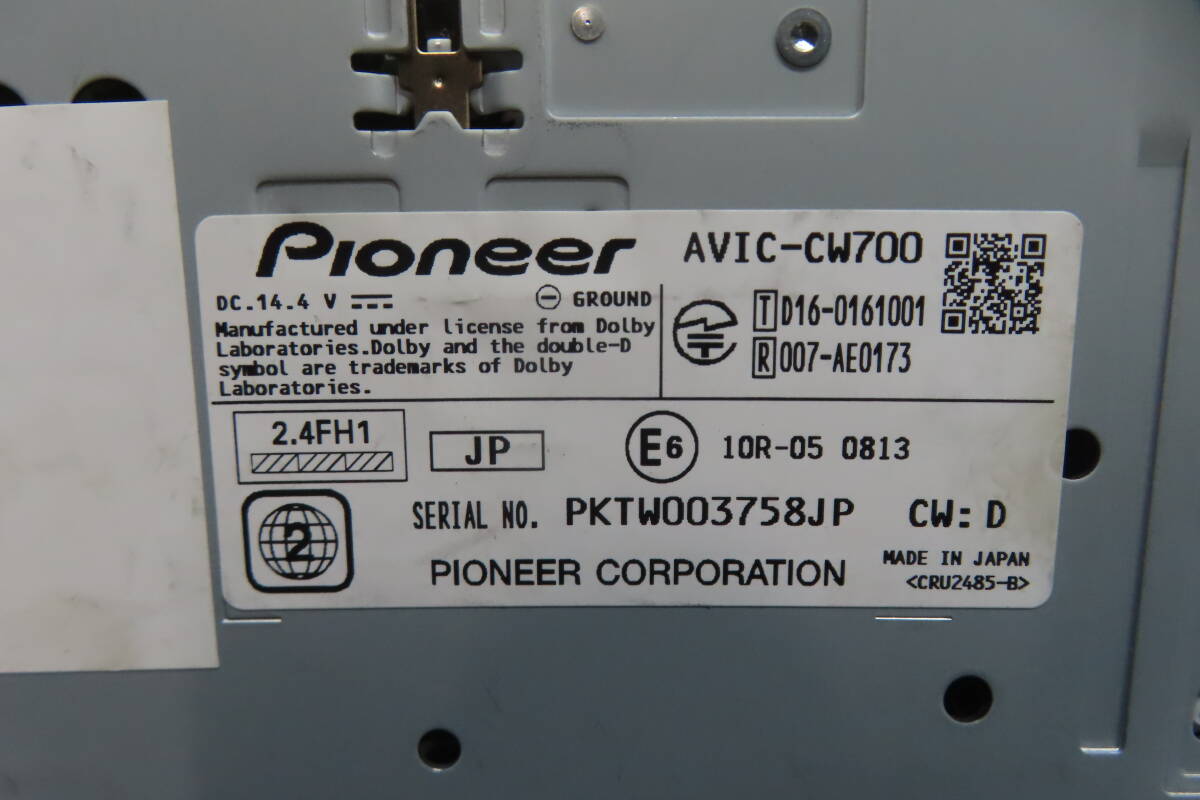 Pioneer
AVIC-CW700
DC.14.4 V
GROUND
Manufactured under license from Dolby
Laboratories.Dolby and the double-D
symbol are trademarks of Dolby
Laboratories.
T D16-0161001
R 007-AE0173
2.4FH1
JP
E6 10R-05 0813
2
SERIAL NO. PKTW003758JP CW: D
PIONEER CORPORATION
MADE IN JAPAN
<CRU2485-B>